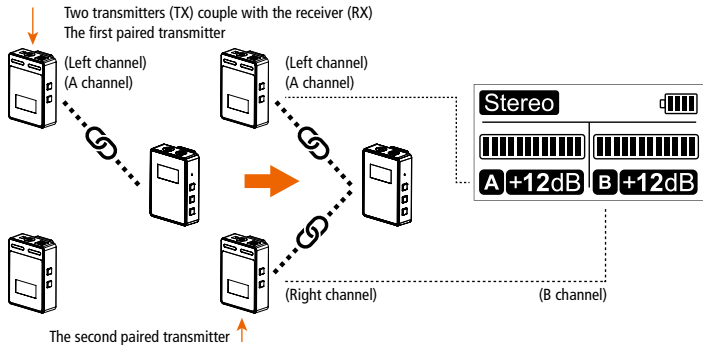 Two transmitters (TX) couple with the receiver (RX)
The first paired transmitter
(Left channel)
(A channel)
(Left channel)
(A channel)
Stereo
A +12dB B +12dB
(Right channel)
(B channel)
The second paired transmitter